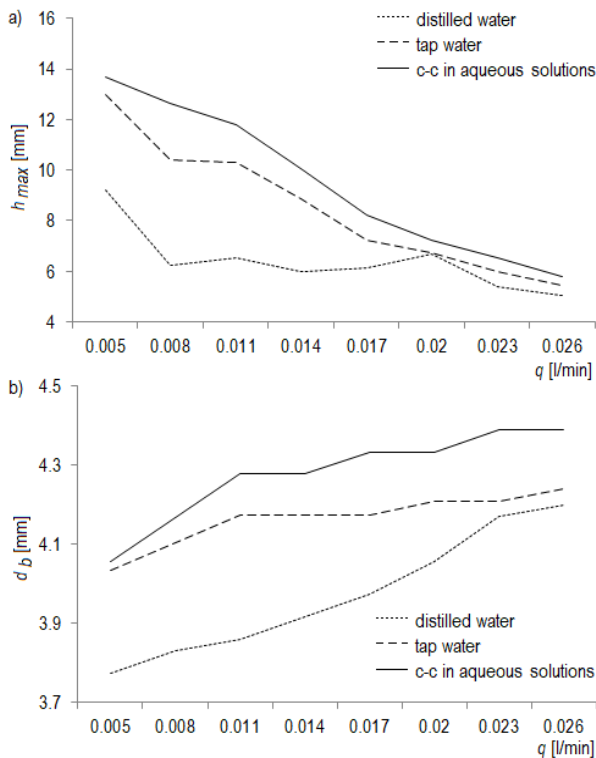 a)
distilled water
tap water
c-c in aqueous solutions
16
14
12
10
8
6
4
h max [mm]
0.005 0.008 0.011 0.014 0.017 0.02 0.023 0.026
q [l/min]
b)
4.5
4.3
4.1
3.9
3.7
d b [mm]
distilled water
tap water
c-c in aqueous solutions
0.005 0.008 0.011 0.014 0.017 0.02 0.023 0.026
q [l/min]